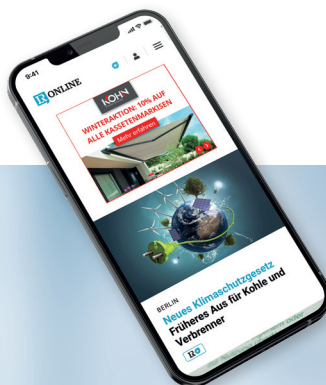 9:41
ONLINE
KOHN
WINTERAKTION: 10% AUF
ALLE KASSETENMARKISEN
Mehr erfahren
BERLIN
Neues Klimaschutzgesetz
Früheres Aus für Kohle und
Verbrenner